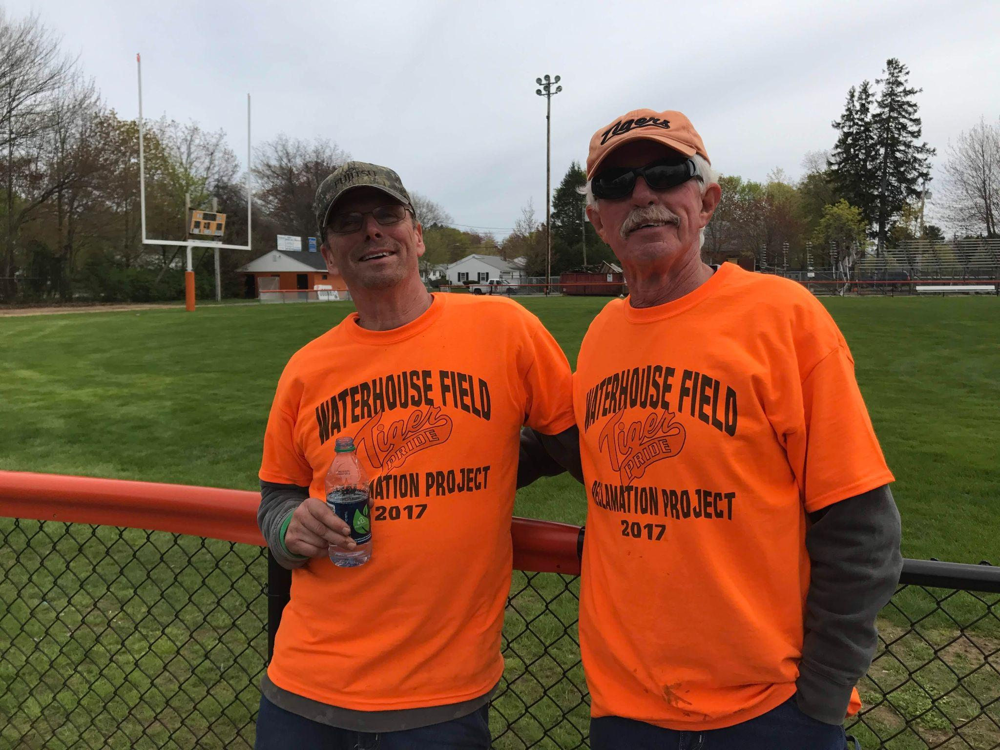 FUJITSU
Tigers
WATERHOUSE FIELD
Tiger
PRIDE
MATION PROJECT
2017
WATERHOUSE FIELD
Tiger
PRIDE
RECLAMATION PROJECT
2017